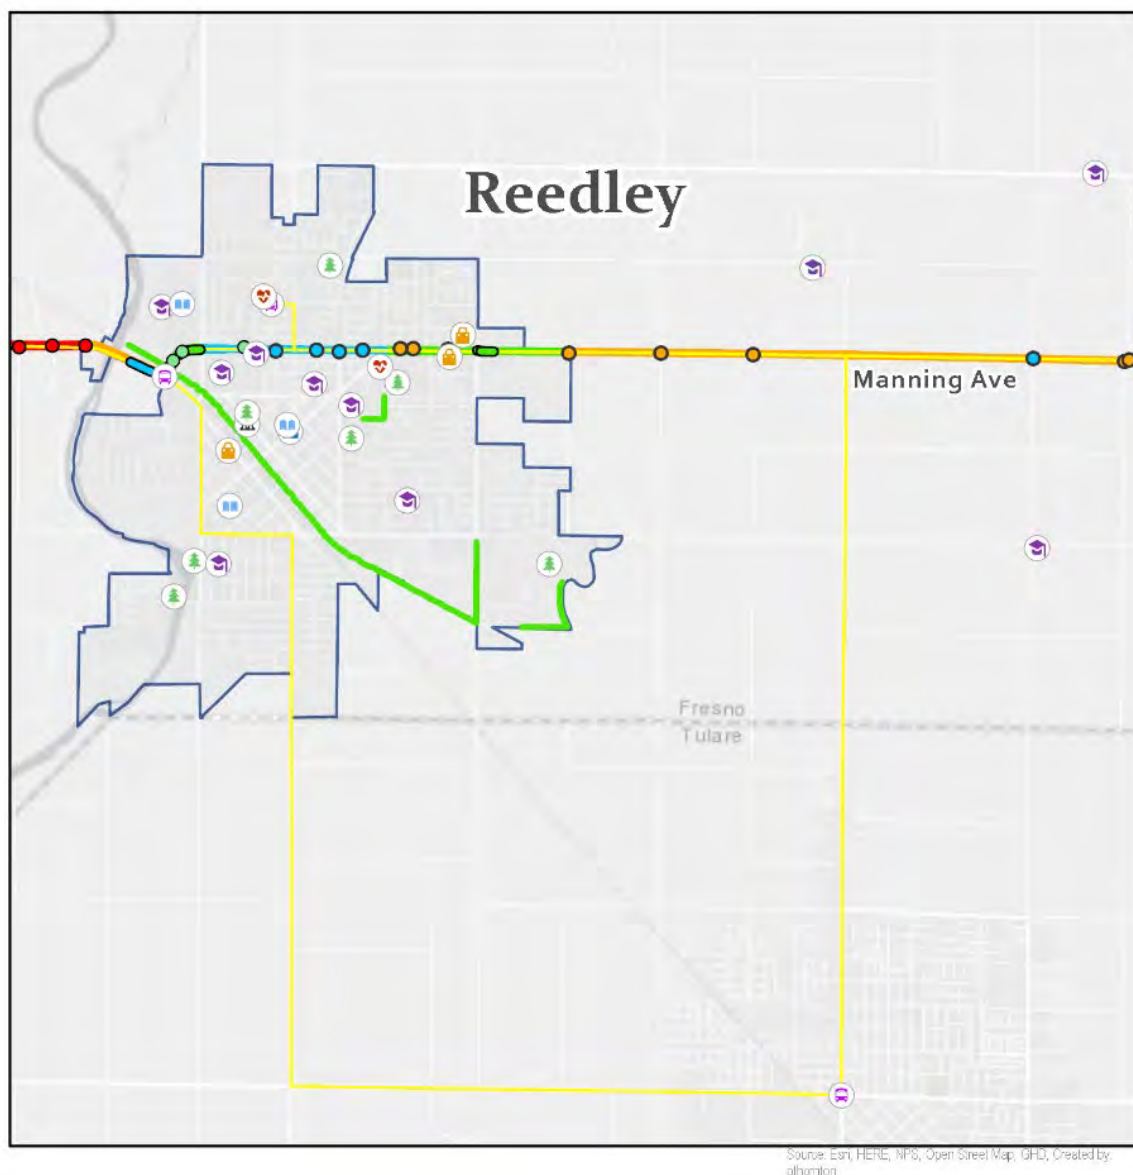 Reedley
Manning Ave
Fresno
Tulare
Source: Esri, HERE, NPS, Open Street Map, GHD, Created by: